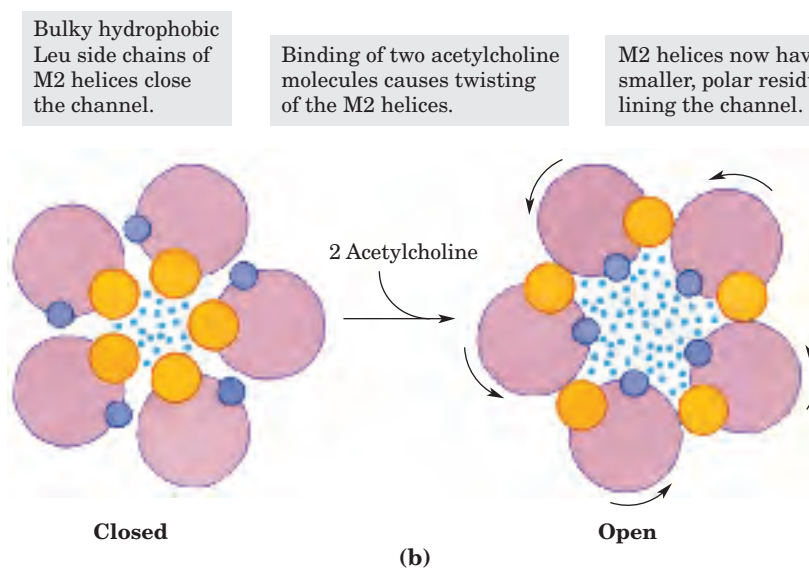 Bulky hydrophobic
Leu side chains of
M2 helices close
the channel.
Binding of two acetylcholine
molecules causes twisting
of the M2 helices.
M2 helices now hav
smaller, polar resid
lining the channel.
2 Acetylcholine
Closed
Open
(b)